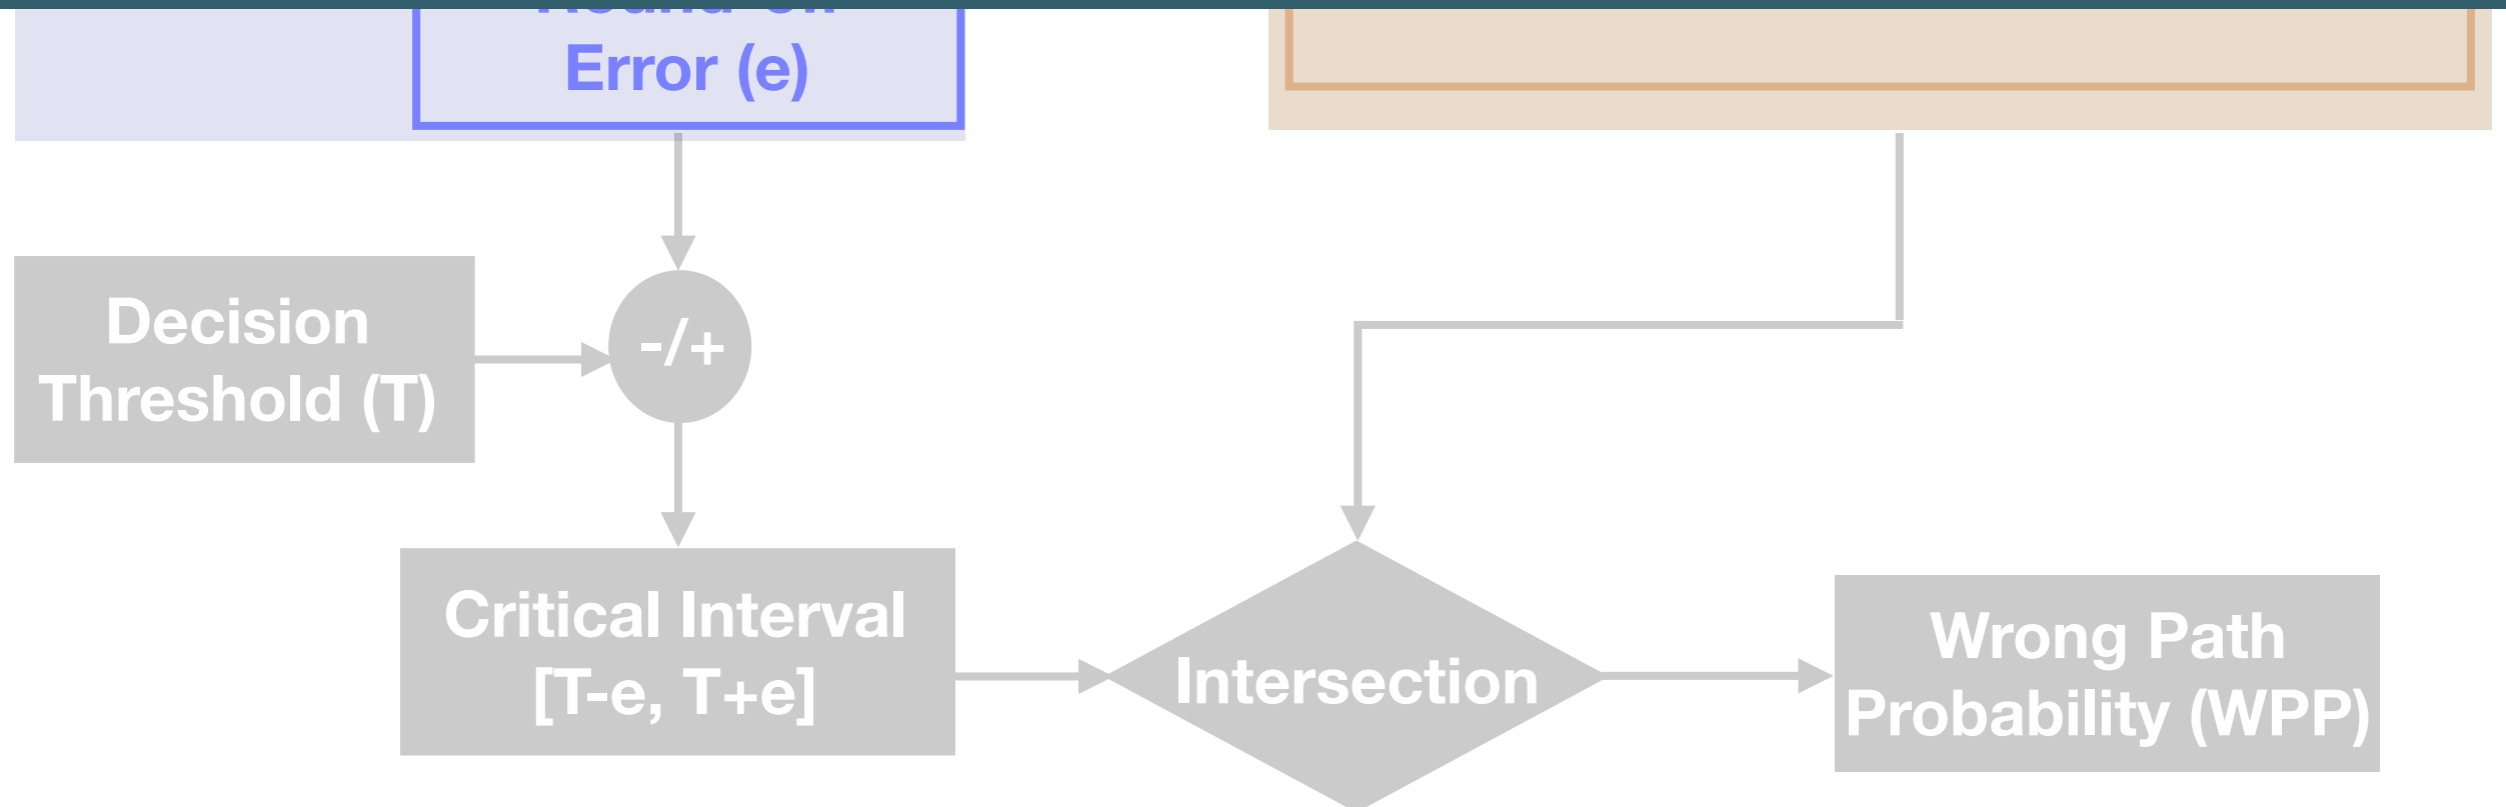 Error (e)
Decision
Threshold (T)
-/+
Critical Interval
[T-e, T+e]
Intersection
Wrong Path
Probability (WPP)